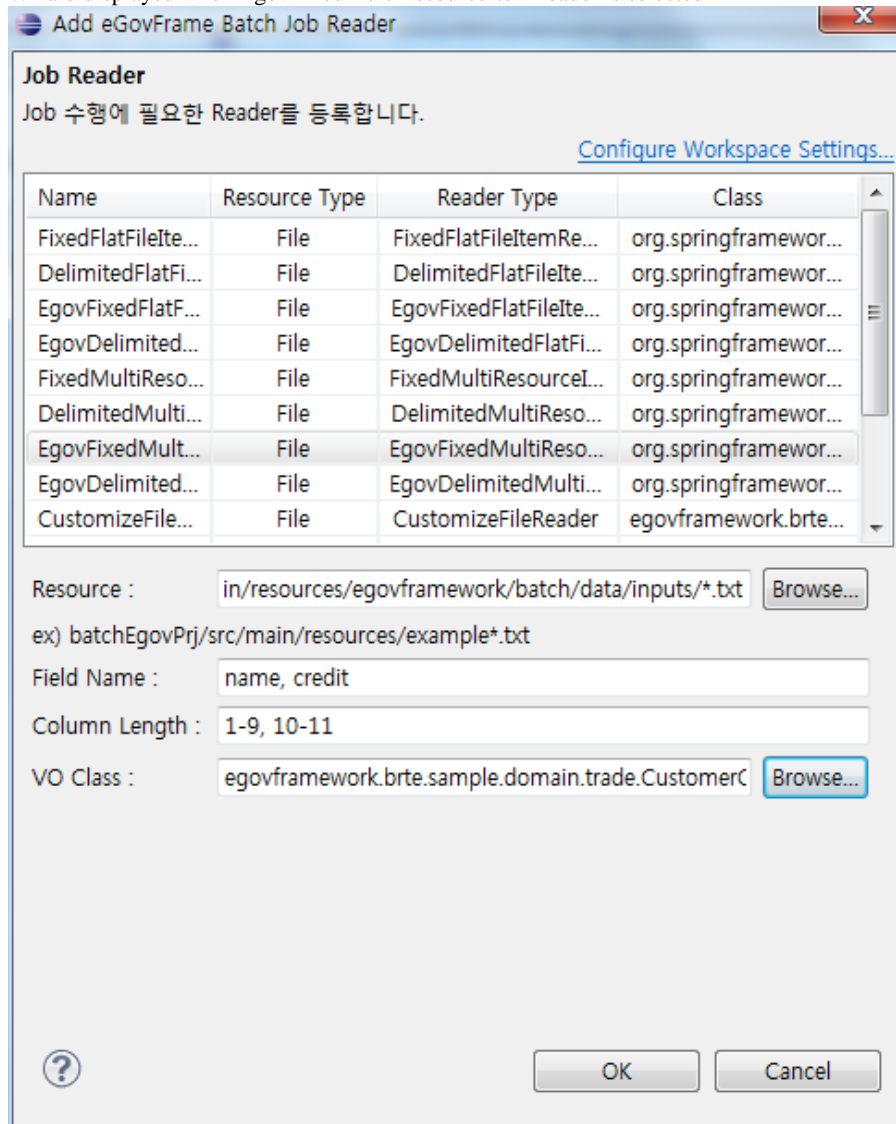 Add eGovFrame Batch Job Reader
Job Reader
Job 수행에 필요한 Reader를 등록합니다.
Configure Workspace Settings...
Name Resource Type Reader Type Class
FixedFlatFileIte... File FixedFlatFileItemRe... org.springframewor...
DelimitedFlatFi... File DelimitedFlatFileIte... org.springframewor...
EgovFixedFlatF... File EgovFixedFlatFileIte... org.springframewor...
EgovDelimited... File EgovDelimitedFlatFi... org.springframewor...
FixedMultiReso... File FixedMultiResourceI... org.springframewor...
DelimitedMulti... File DelimitedMultiReso... org.springframewor...
EgovFixedMult... File EgovFixedMultiReso... org.springframewor...
EgovDelimited... File EgovDelimitedMulti... org.springframewor...
CustomizeFile... File CustomizeFileReader egovframework.brte...
Resource : in/resources/egovframework/batch/data/inputs/*.txt Browse...
ex) batchEgovPrj/src/main/resources/example*.txt
Field Name : name, credit
Column Length : 1-9, 10-11
VO Class : egovframework.brte.sample.domain.trade.CustomerC Browse...
OK Cancel